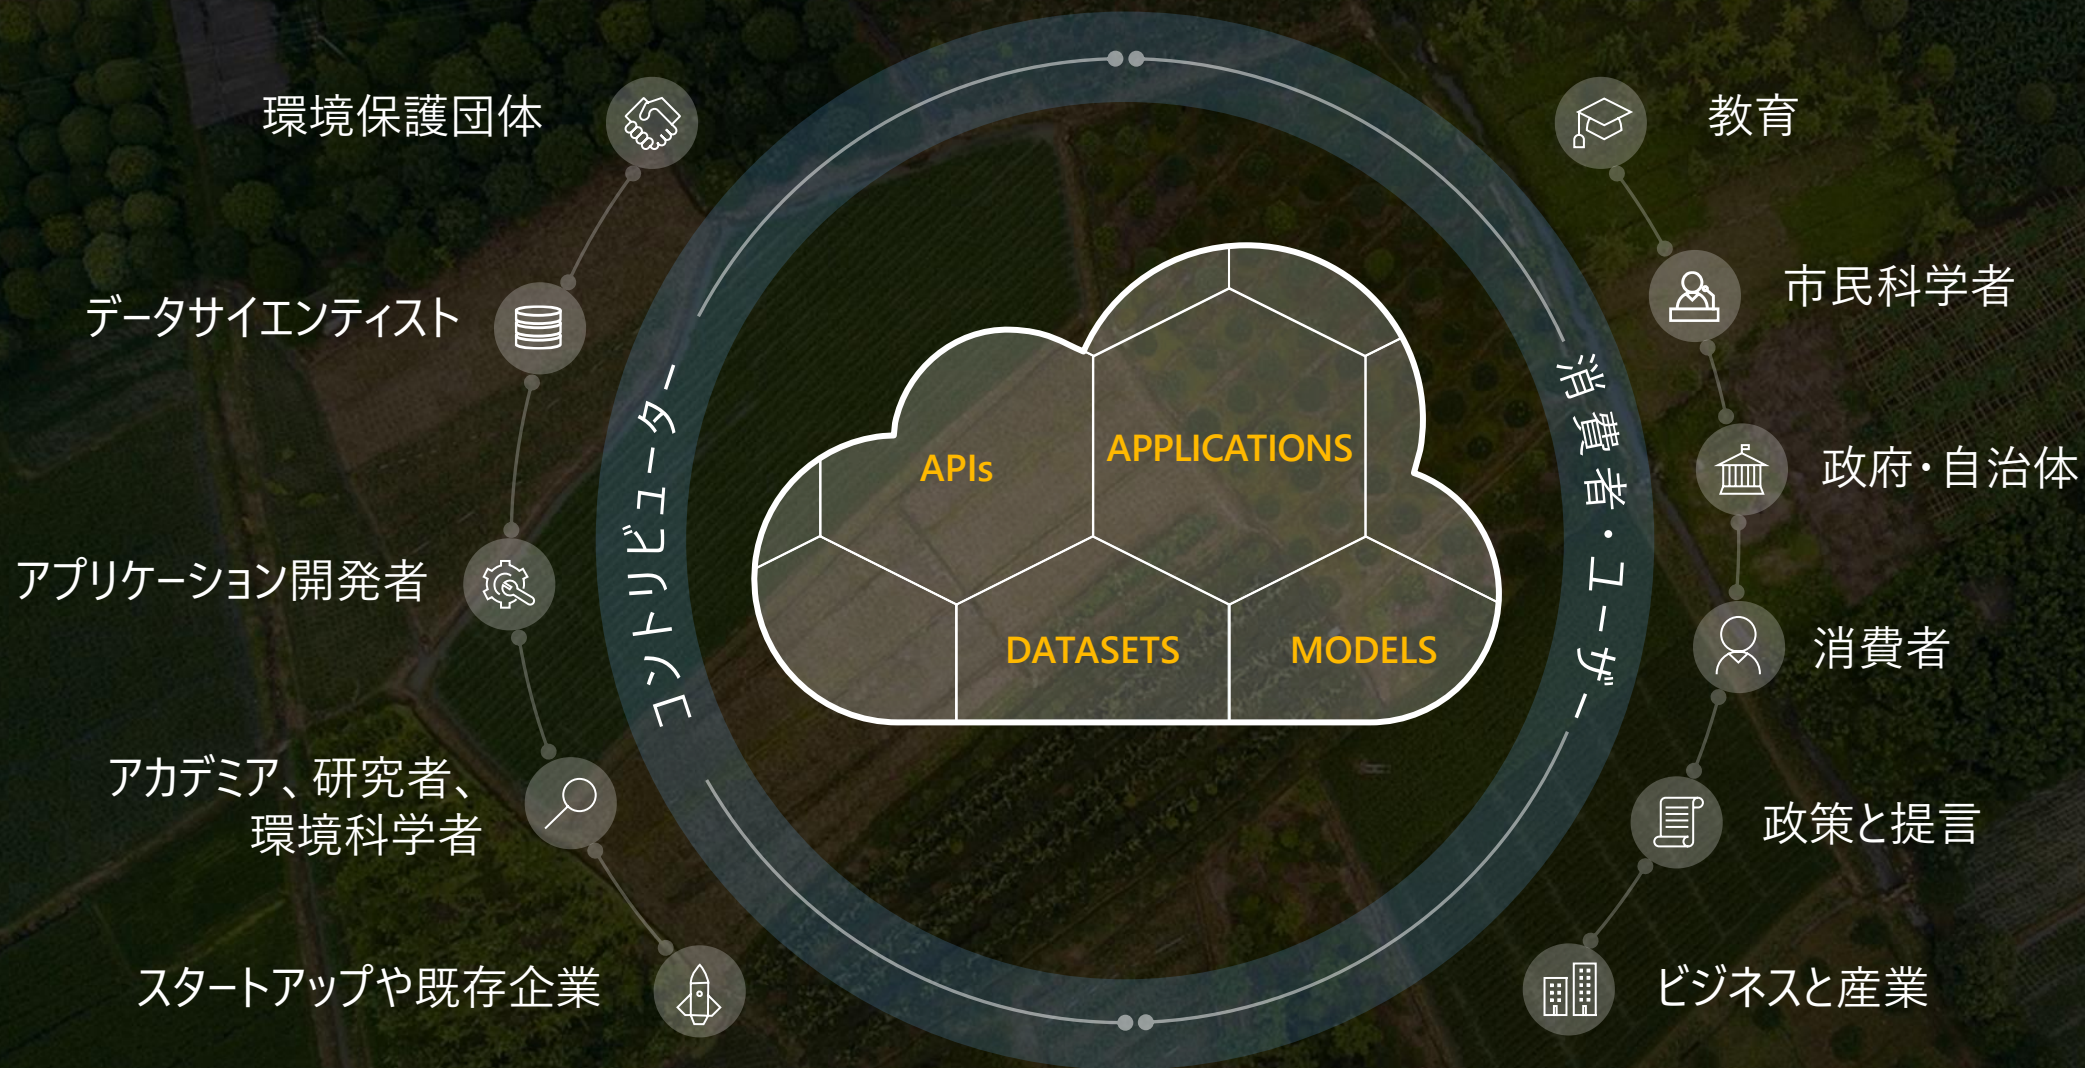 環境保護団体
データサイエンティスト
アプリケーション開発者
アカデミア、研究者、
環境科学者
スタートアップや既存企業
コントリビューター
APIs
APPLICATIONS
DATASETS
MODELS
消費者・ユーザー
教育
市民科学者
政府・自治体
消費者
政策と提言
ビジネスと産業